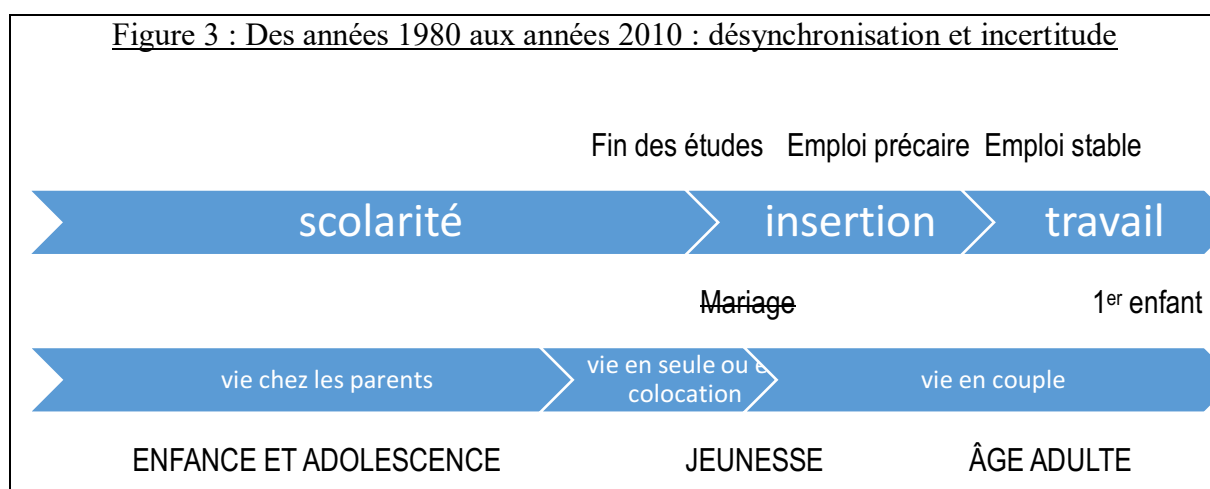 Figure 3 : Des années 1980 aux années 2010 : désynchronisation et incertitude
Fin des études Emploi précaire Emploi stable
scolarité insertion travail
Mariage 1er enfant
vie chez les parents vie en seule ou e colocation vie en couple
ENFANCE ET ADOLESCENCE JEUNESSE ÂGE ADULTE